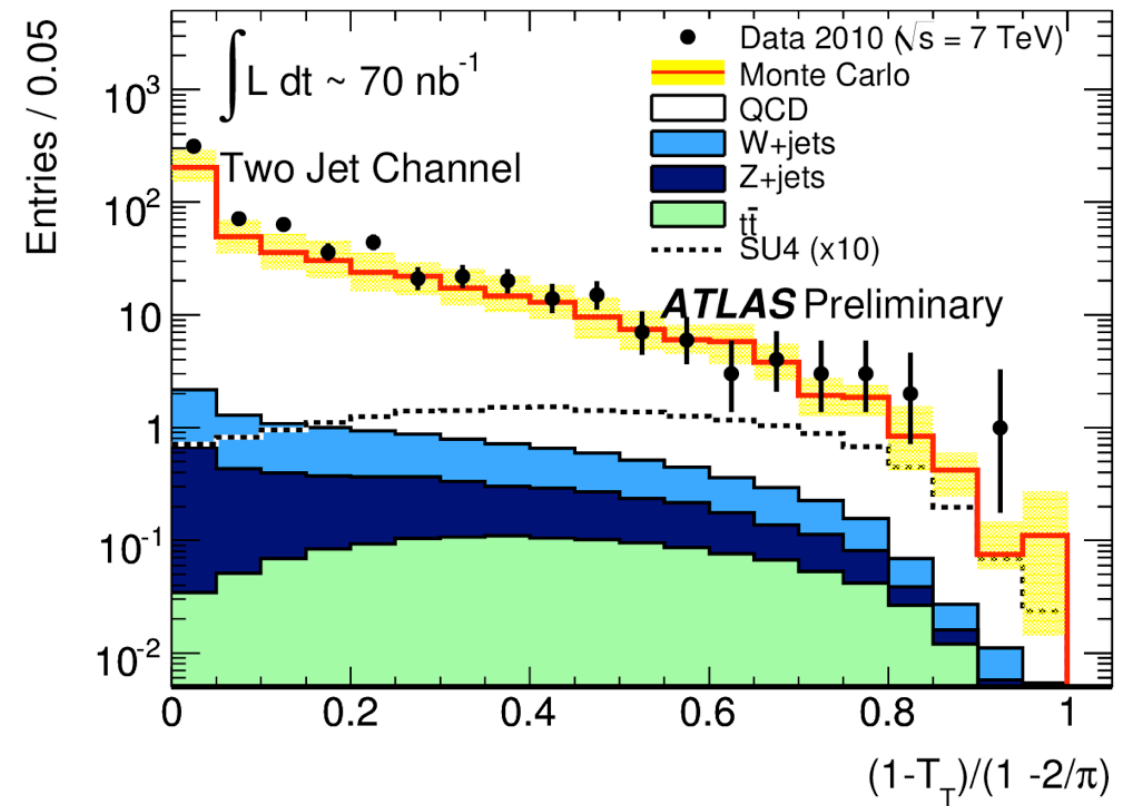 Entries / 0.05
10³
10²
10
1
10⁻¹
10⁻²
∫L dt ~ 70 nb⁻¹
Two Jet Channel
Data 2010 (√s = 7 TeV)
Monte Carlo
QCD
W+jets
Z+jets
tt̄
SU4 (x10)
ATLAS Preliminary
0 0.2 0.4 0.6 0.8 1
(1-T_T)/(1 -2/π)